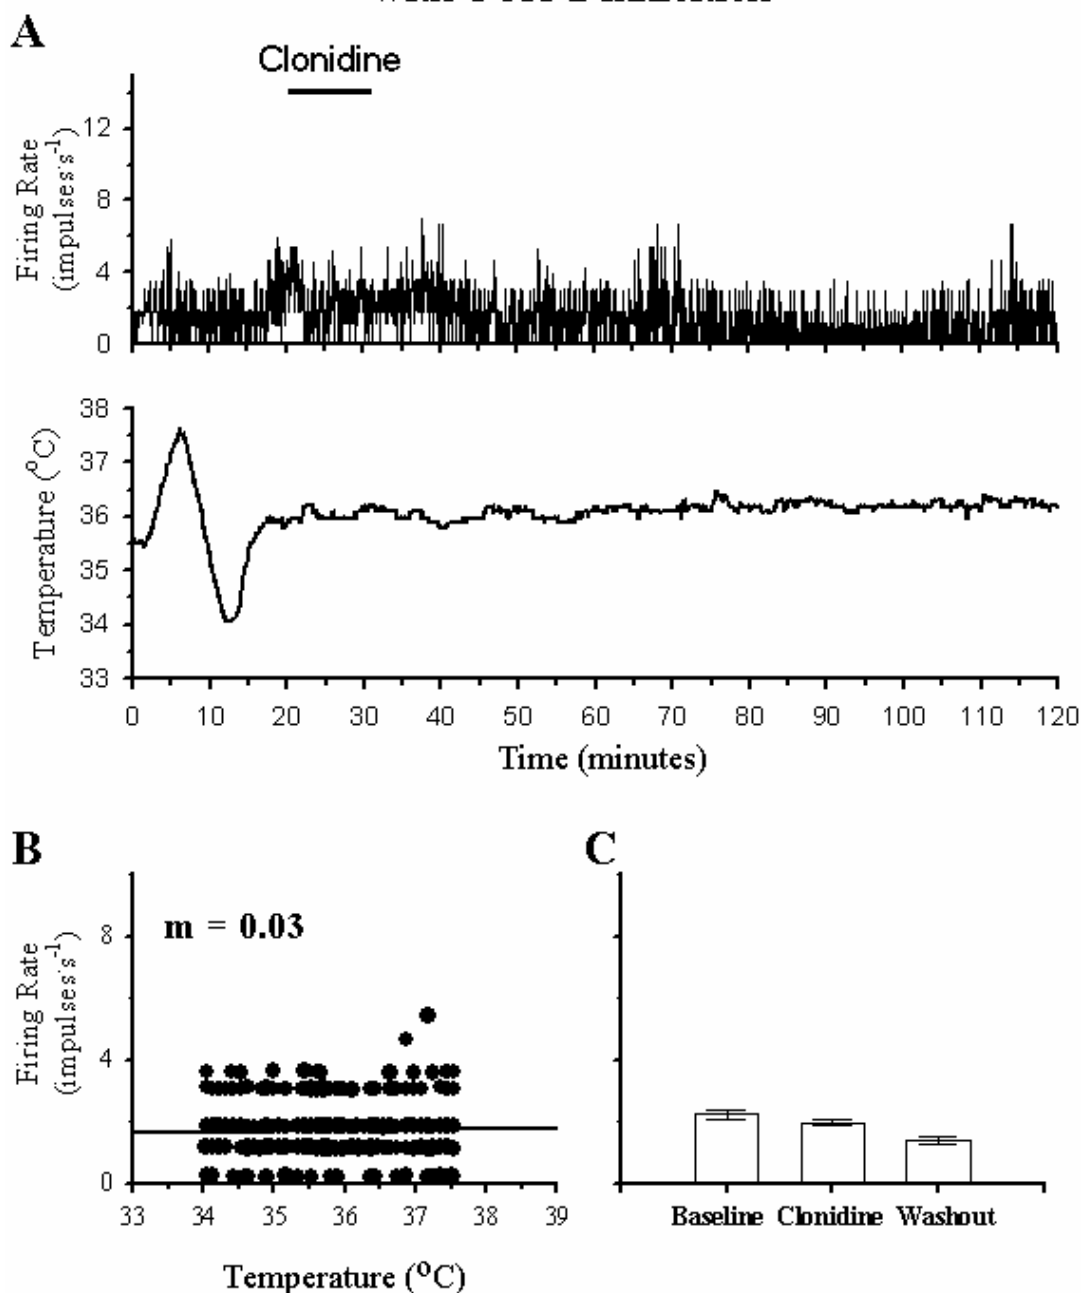 A
Clonidine
Firing Rate
(impulses·s⁻¹)
12
8
4
0
Temperature (°C)
38
37
36
35
34
33
0 10 20 30 40 50 60 70 80 90 100 110 120
Time (minutes)
B
m = 0.03
Firing Rate
(impulses·s⁻¹)
8
4
0
33 34 35 36 37 38 39
Temperature (°C)
C
Baseline Clonidine Washout